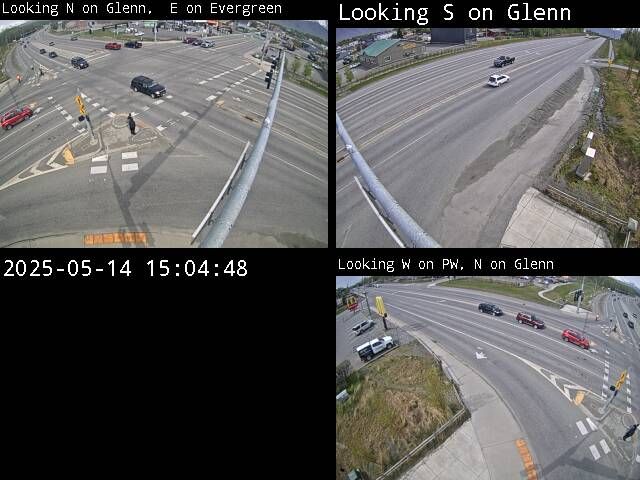 Looking N on Glenn, E on Evergreen
Looking S on Glenn
2025-05-14 15:04:48
Looking W on PW, N on Glenn